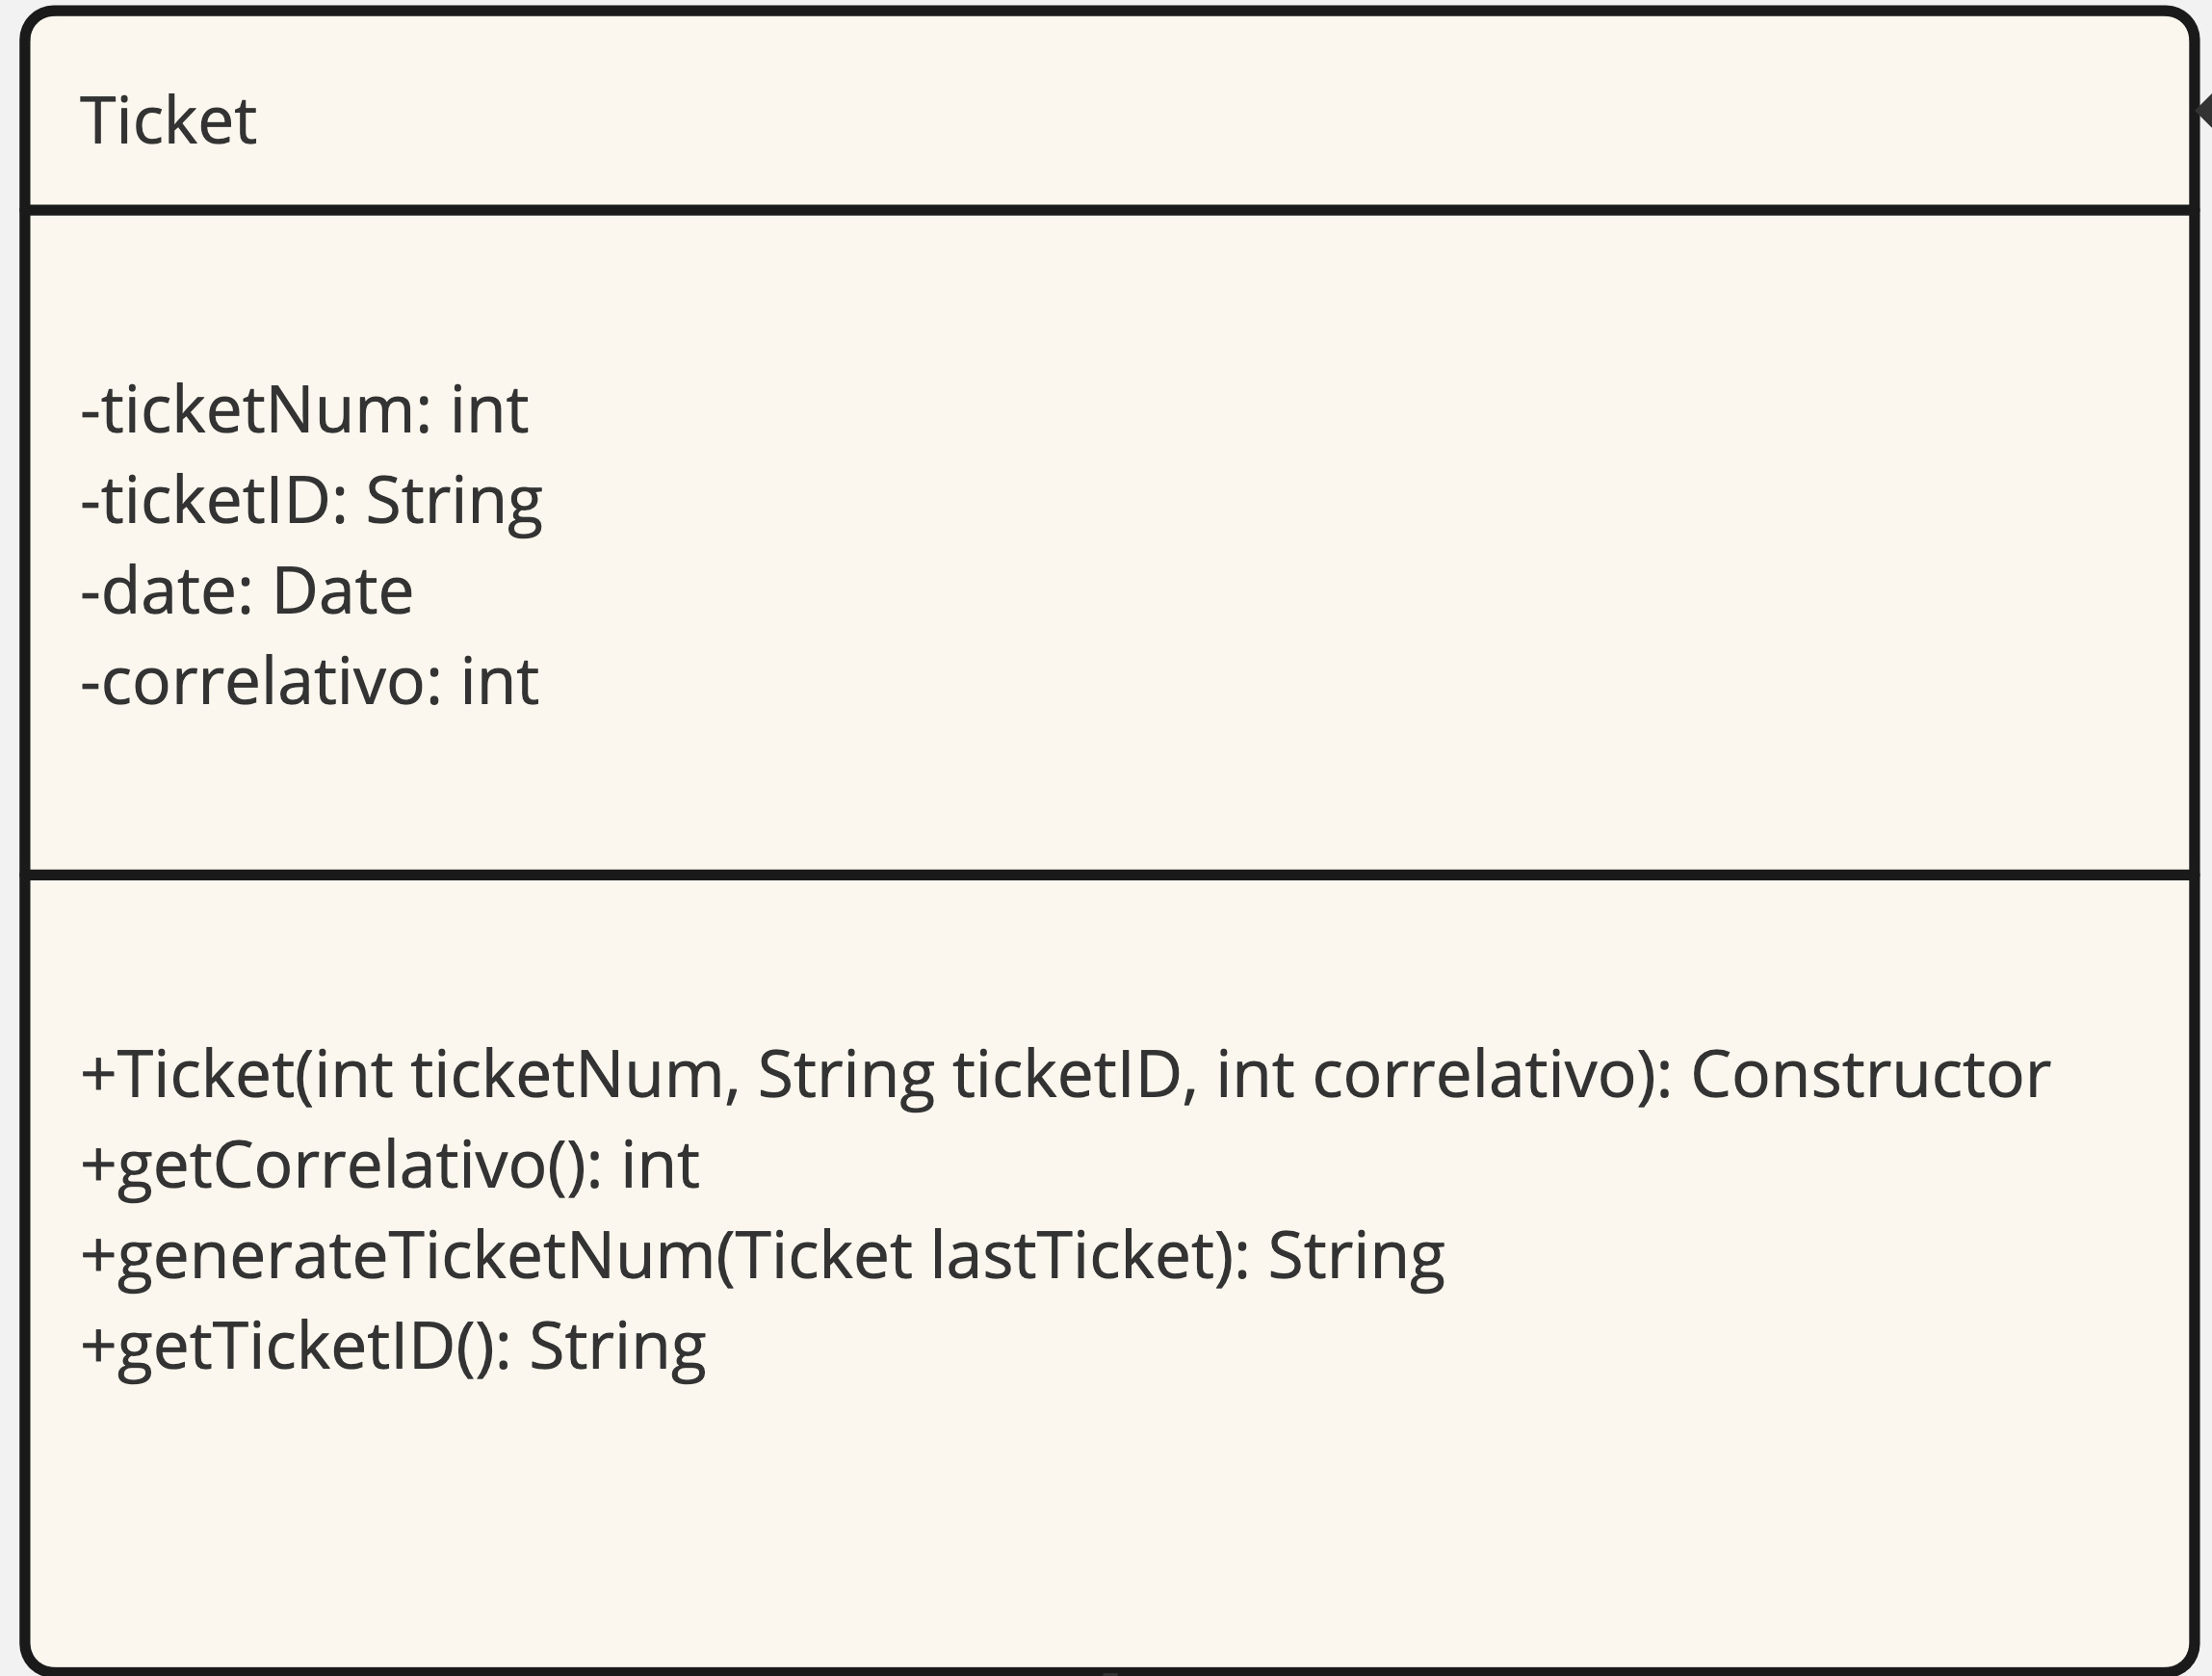 Ticket
-ticketNum: int
-ticketID: String
-date: Date
-correlativo: int
+Ticket(int ticketNum, String ticketID, int correlativo): Constructor
+getCorrelativo(): int
+generateTicketNum(Ticket lastTicket): String
+getTicketID(): String